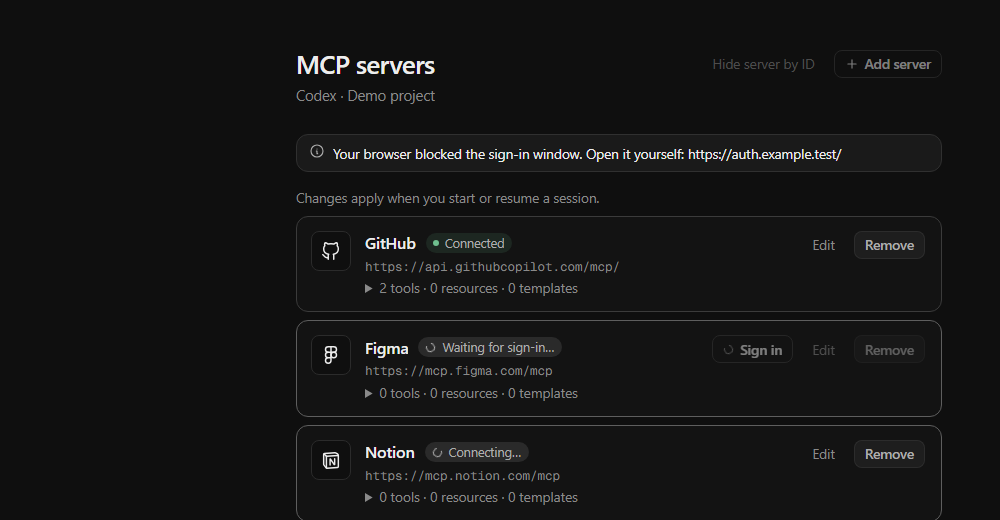 MCP servers
Hide server by ID
+ Add server
Codex · Demo project
Your browser blocked the sign-in window. Open it yourself: https://auth.example.test/
Changes apply when you start or resume a session.
GitHub
Connected
Edit
Remove
https://api.githubcopilot.com/mcp/
2 tools · 0 resources · 0 templates
Figma
Waiting for sign-in...
Sign in
Edit
Remove
https://mcp.figma.com/mcp
0 tools · 0 resources · 0 templates
Notion
Connecting...
Edit
Remove
https://mcp.notion.com/mcp
0 tools · 0 resources · 0 templates